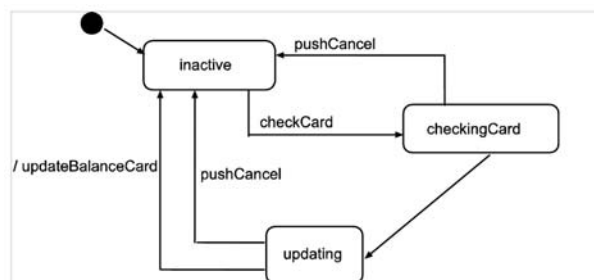 pushCancel
inactive
checkCard
checkingCard
/ updateBalanceCard
pushCancel
updating